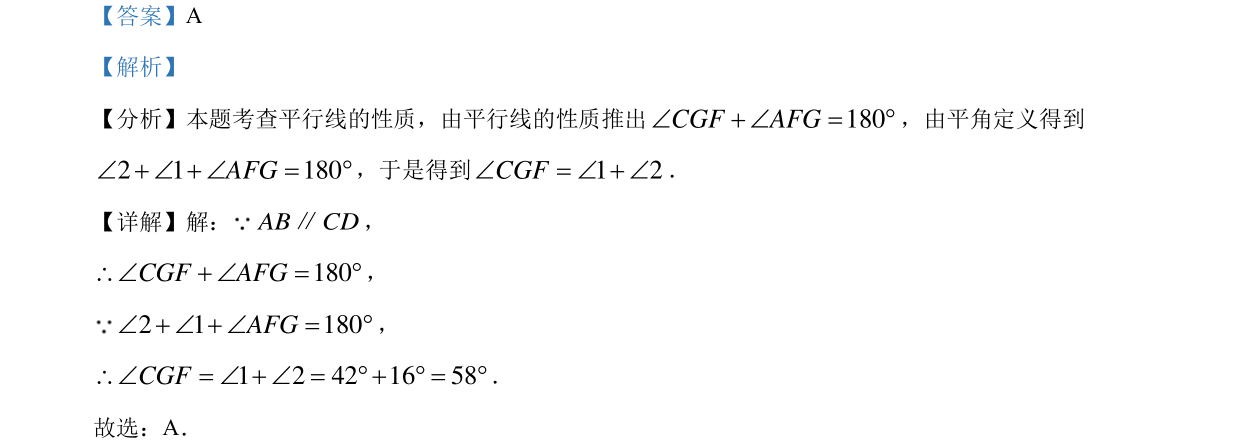 【答案】A
【解析】
【分析】本题考查平行线的性质，由平行线的性质推出∠CGF + ∠AFG = 180°，由平角定义得到
∠2 + ∠1 + ∠AFG = 180°，于是得到∠CGF = ∠1 + ∠2．
【详解】解：∵ AB ∥ CD，
∴∠CGF + ∠AFG = 180°，
∵∠2 + ∠1 + ∠AFG = 180°，
∴∠CGF = ∠1 + ∠2 = 42° + 16° = 58°．
故选：A．